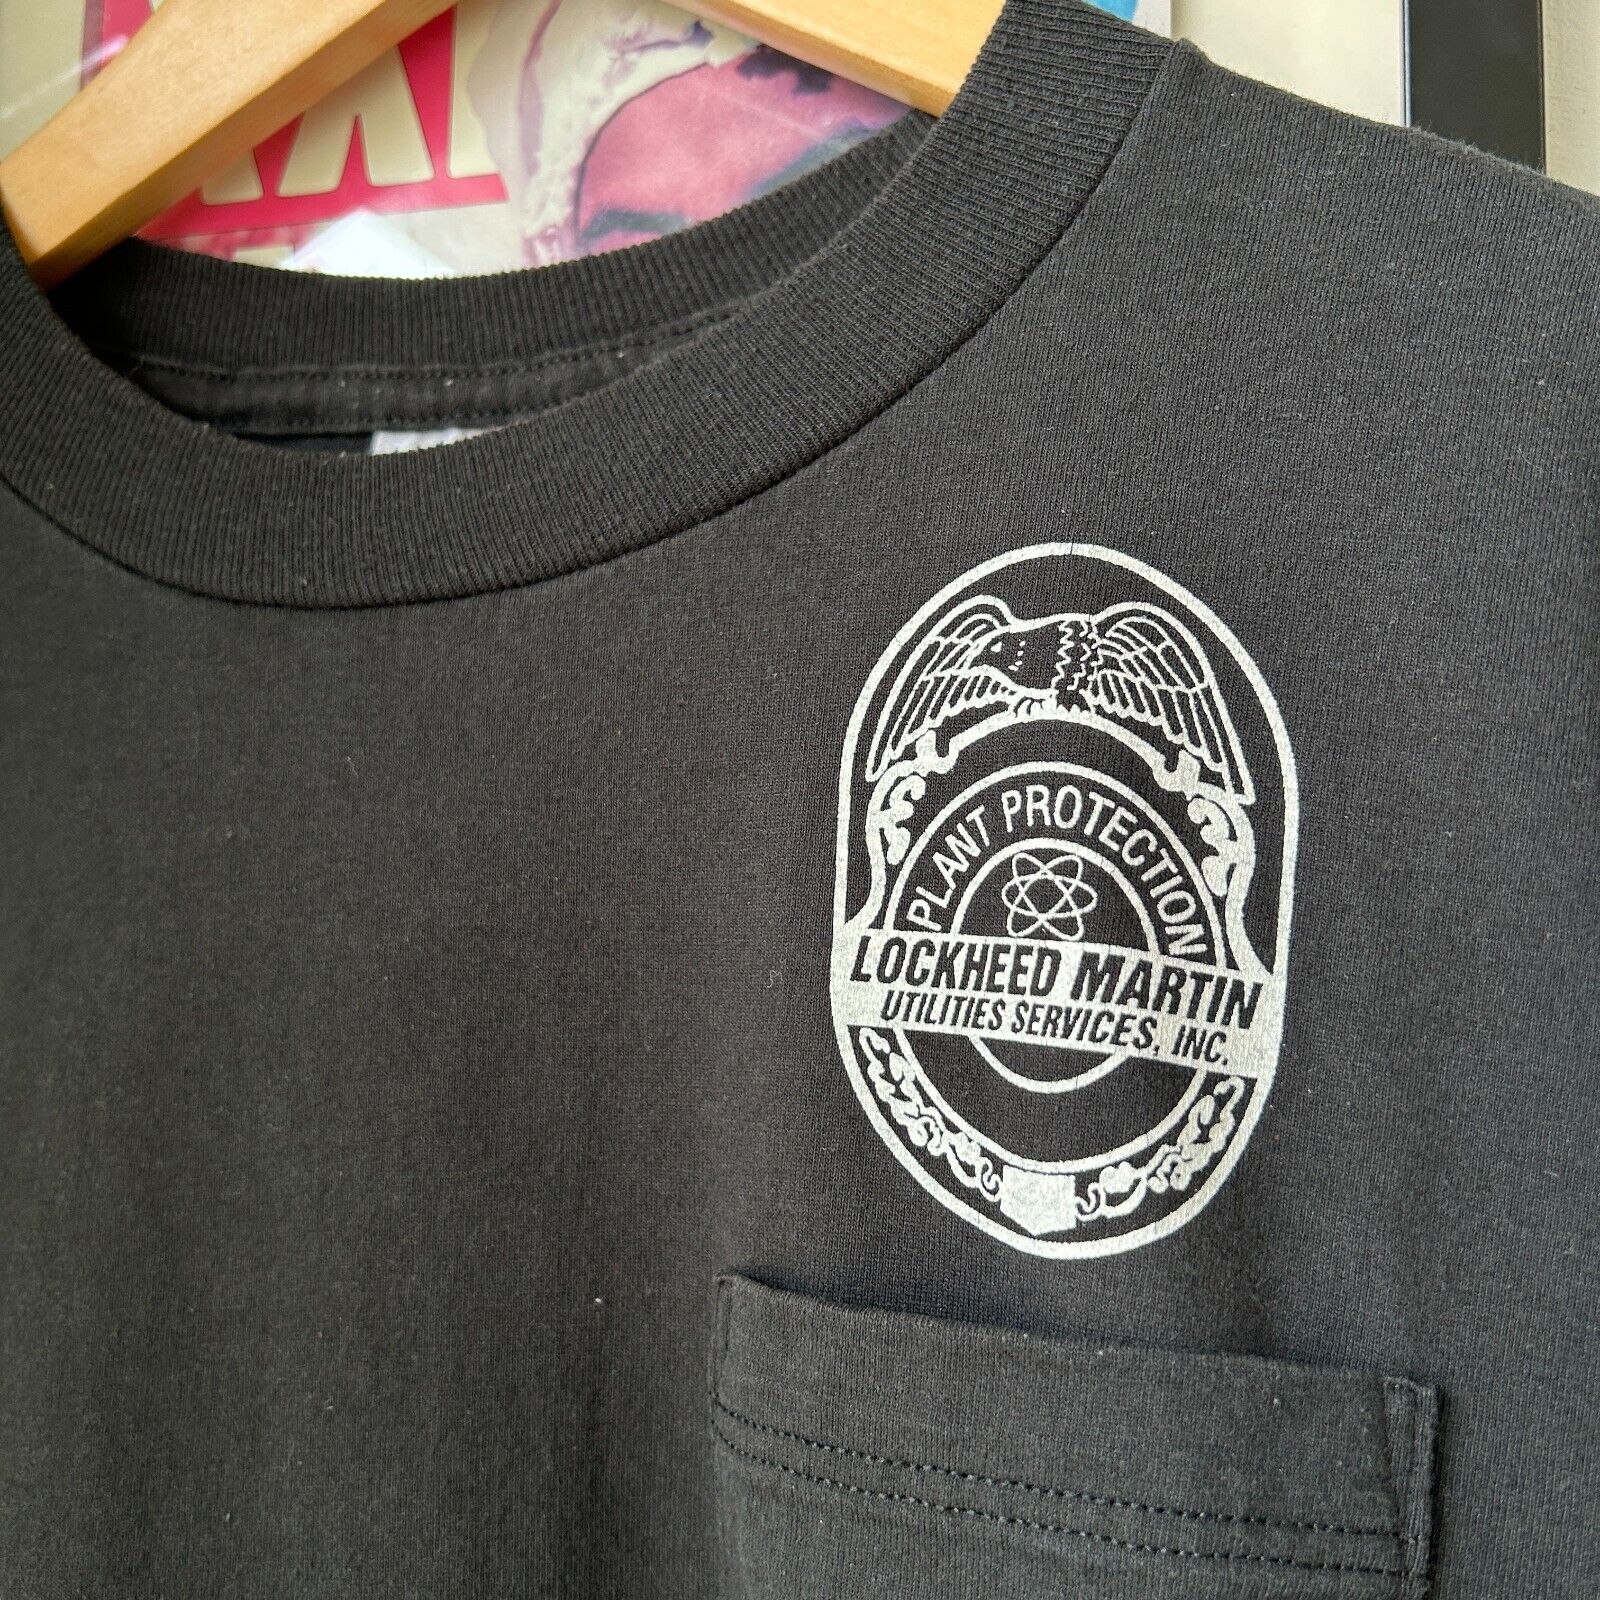 PLANT PROTECTION
LOCKHEED MARTIN
UTILITIES SERVICES, INC.